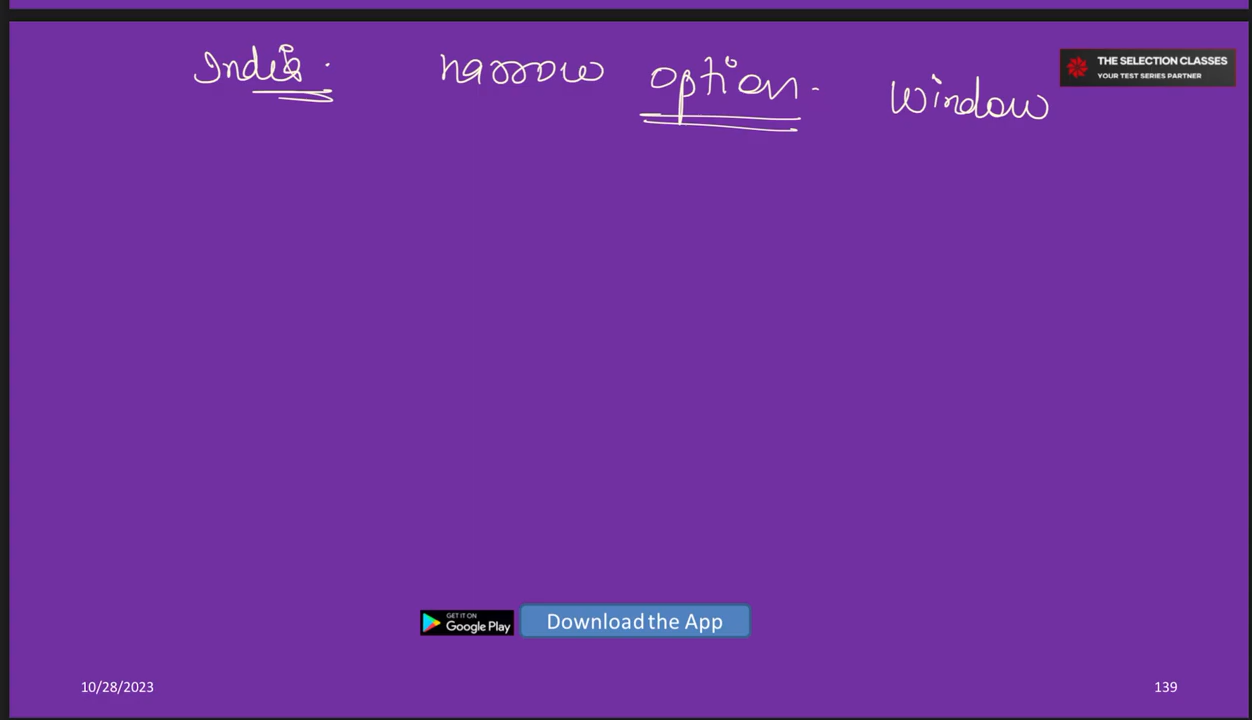 India. narrow option. window
THE SELECTION CLASSES
YOUR TEST SERIES PARTNER
GET IT ON
Google Play
Download the App
10/28/2023
139